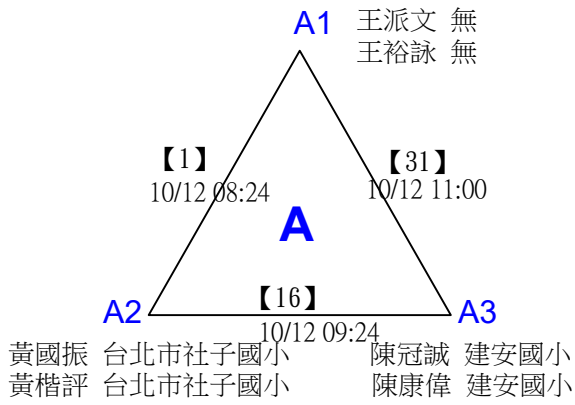 A1 王派文 無
王裕詠 無
【1】
10/12 08:24
【31】
10/12 11:00
A
【16】
10/12 09:24
A2
A3
黃國振 台北市社子國小
黃楷評 台北市社子國小
陳冠誠 建安國小
陳康偉 建安國小